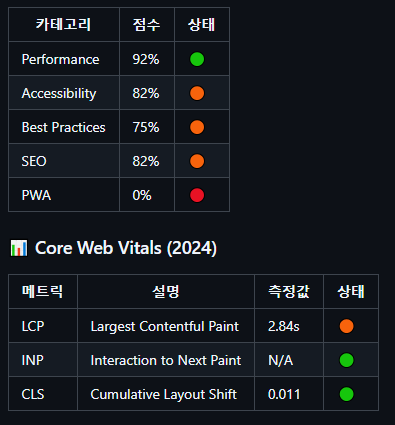 카테고리 점수 상태
Performance 92%
Accessibility 82%
Best Practices 75%
SEO 82%
PWA 0%
Core Web Vitals (2024)
메트릭 설명 측정값 상태
LCP Largest Contentful Paint 2.84s
INP Interaction to Next Paint N/A
CLS Cumulative Layout Shift 0.011